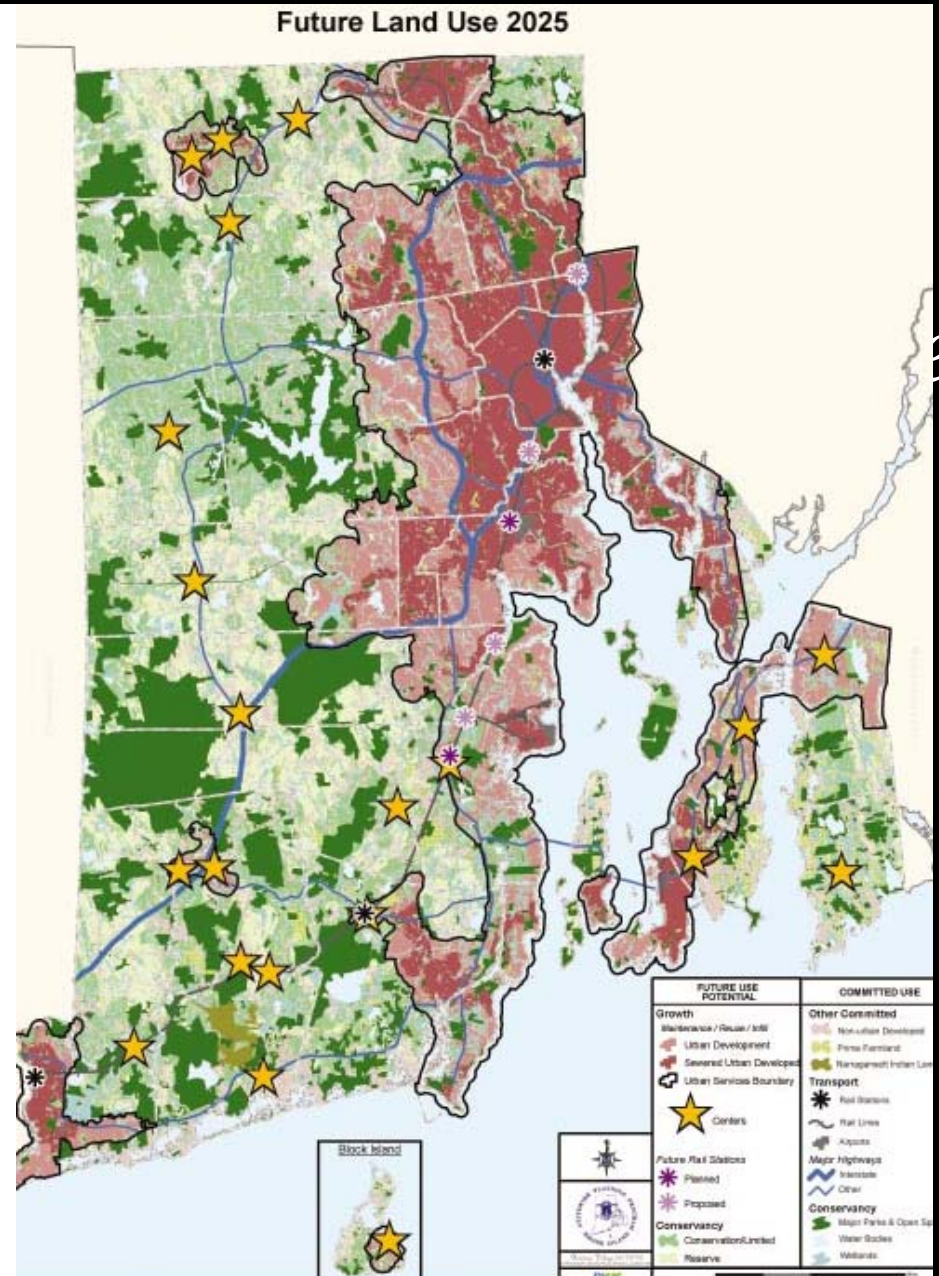 Future Land Use 2025
Block Island
FUTURE USE
POTENTIAL
Growth
Maintenance / Reuse / Infill
Urban Development
Sewered Urban Developed
Urban Services Boundary
Centers
Future Rail Stations
Planned
Proposed
Conservancy
Conservation/Limited
Reserve
COMMITTED USE
Other Committed
Non-urban Developed
Prime Farmland
Narragansett Indian Lan
Transport
Rail Stations
Rail Lines
Airports
Major Highways
Interstate
Other
Conservancy
Major Parks & Open Sp
Water Bodies
Wetlands